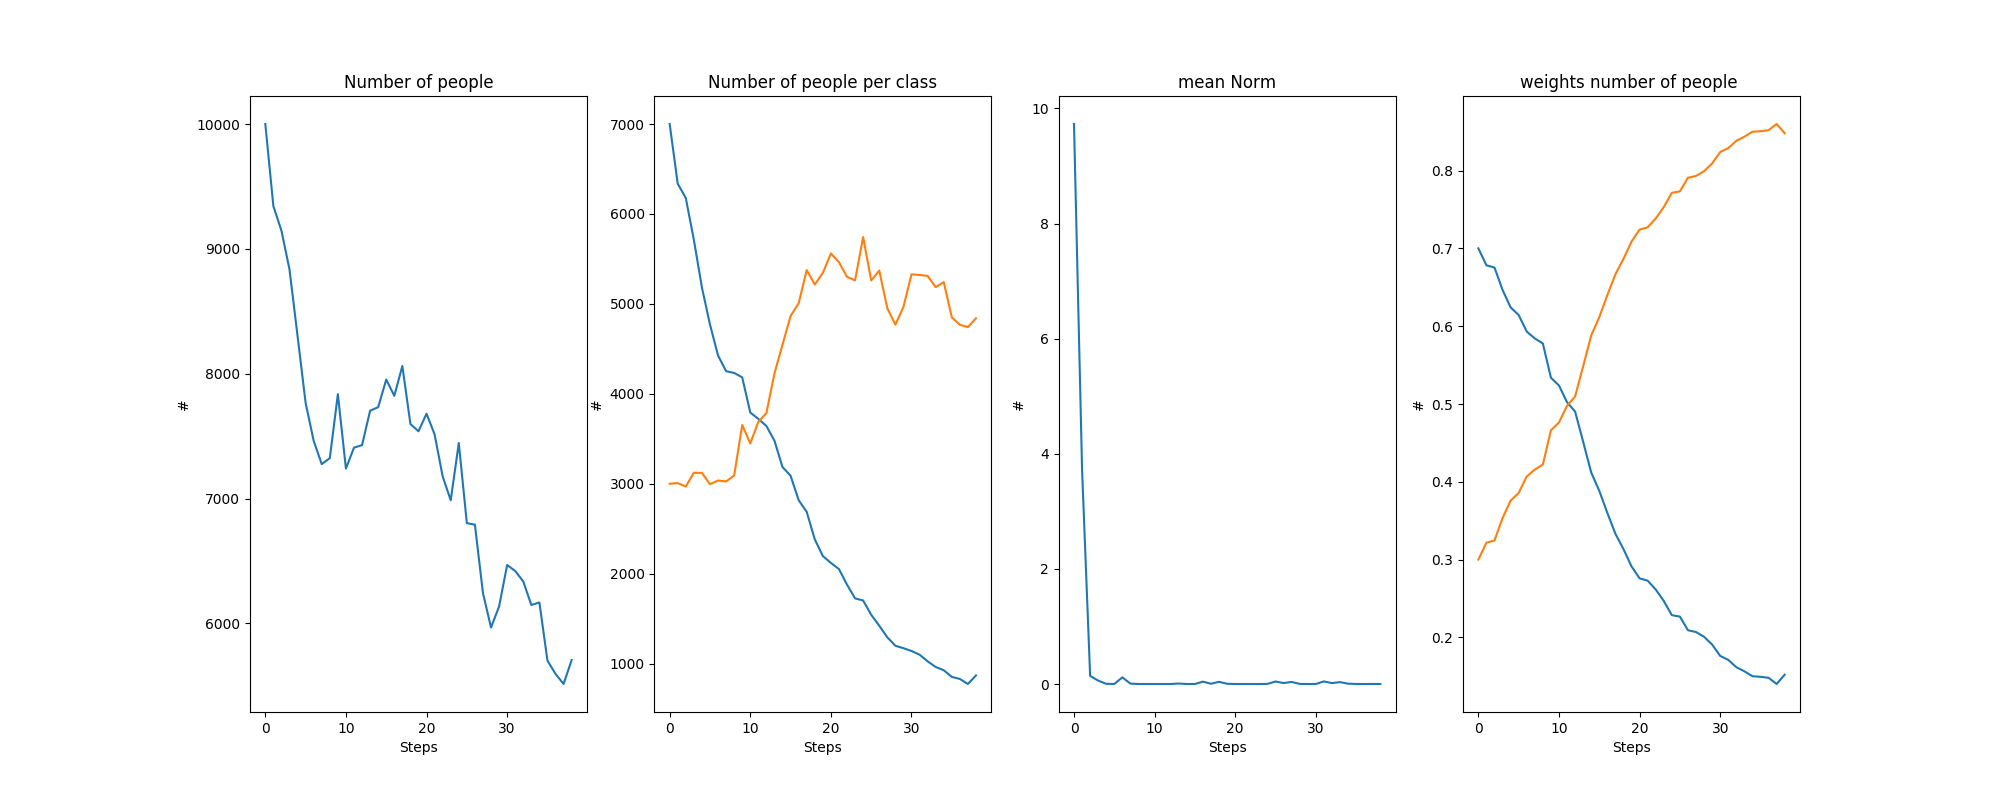 Number of people
10000
9000
8000
7000
6000
#
0 10 20 30
Steps
Number of people per class
7000
6000
5000
4000
3000
2000
1000
#
0 10 20 30
Steps
mean Norm
10
8
6
4
2
0
#
0 10 20 30
Steps
weights number of people
0.8
0.7
0.6
0.5
0.4
0.3
0.2
#
0 10 20 30
Steps